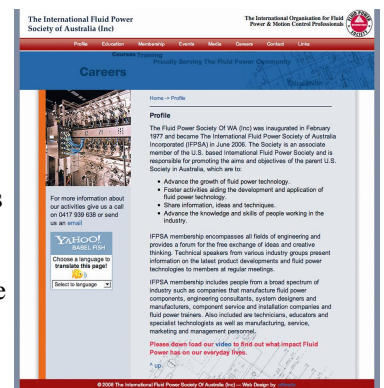 The International Fluid Power
Society of Australia (Inc)
The International Organisation for Fluid
Power & Motion Control Professionals
Profile Education Membership Events Media Careers Contact Links
Courses Training
Proudly Serving The Fluid Power Community
Careers
Education
Home -> Profile
Profile
The Fluid Power Society Of WA (Inc) was inaugurated in February
1977 and became The International Fluid Power Society of Australia
Incorporated (IFPSA) in June 2006. The Society is an associate
member of the U.S. based International Fluid Power Society and is
responsible for promoting the aims and objectives of the parent U.S.
Society in Australia, which are to:
• Advance the growth of fluid power technology.
• Foster activities aiding the development and application of
fluid power technology.
• Share information, ideas and techniques.
• Advance the knowledge and skills of people working in the
industry.
IFPSA membership encompasses all fields of engineering and
provides a forum for the free exchange of ideas and creative
thinking. Technical speakers from various industry groups present
information on the latest product developments and fluid power
technologies to members at regular meetings.
IFPSA membership includes people from a broad spectrum of
industry such as companies that manufacture fluid power
components, engineering consultants, system designers and
manufacturers, component service and installation companies and
fluid power trainers. Also included are technicians, educators and
specialist technologists as well as manufacturing, service,
marketing and management personnel.
Please down load our video to find out what impact Fluid
Power has on our everyday lives.
^ up
For more information about
our activities give us a call
on 0417 939 638 or send
us an email
YAHOO!
BABEL FISH
Choose a language to
translate this page!
Select to language
s
e
© 2008 The International Fluid Power Society Of Australia (Inc) — Web Design by